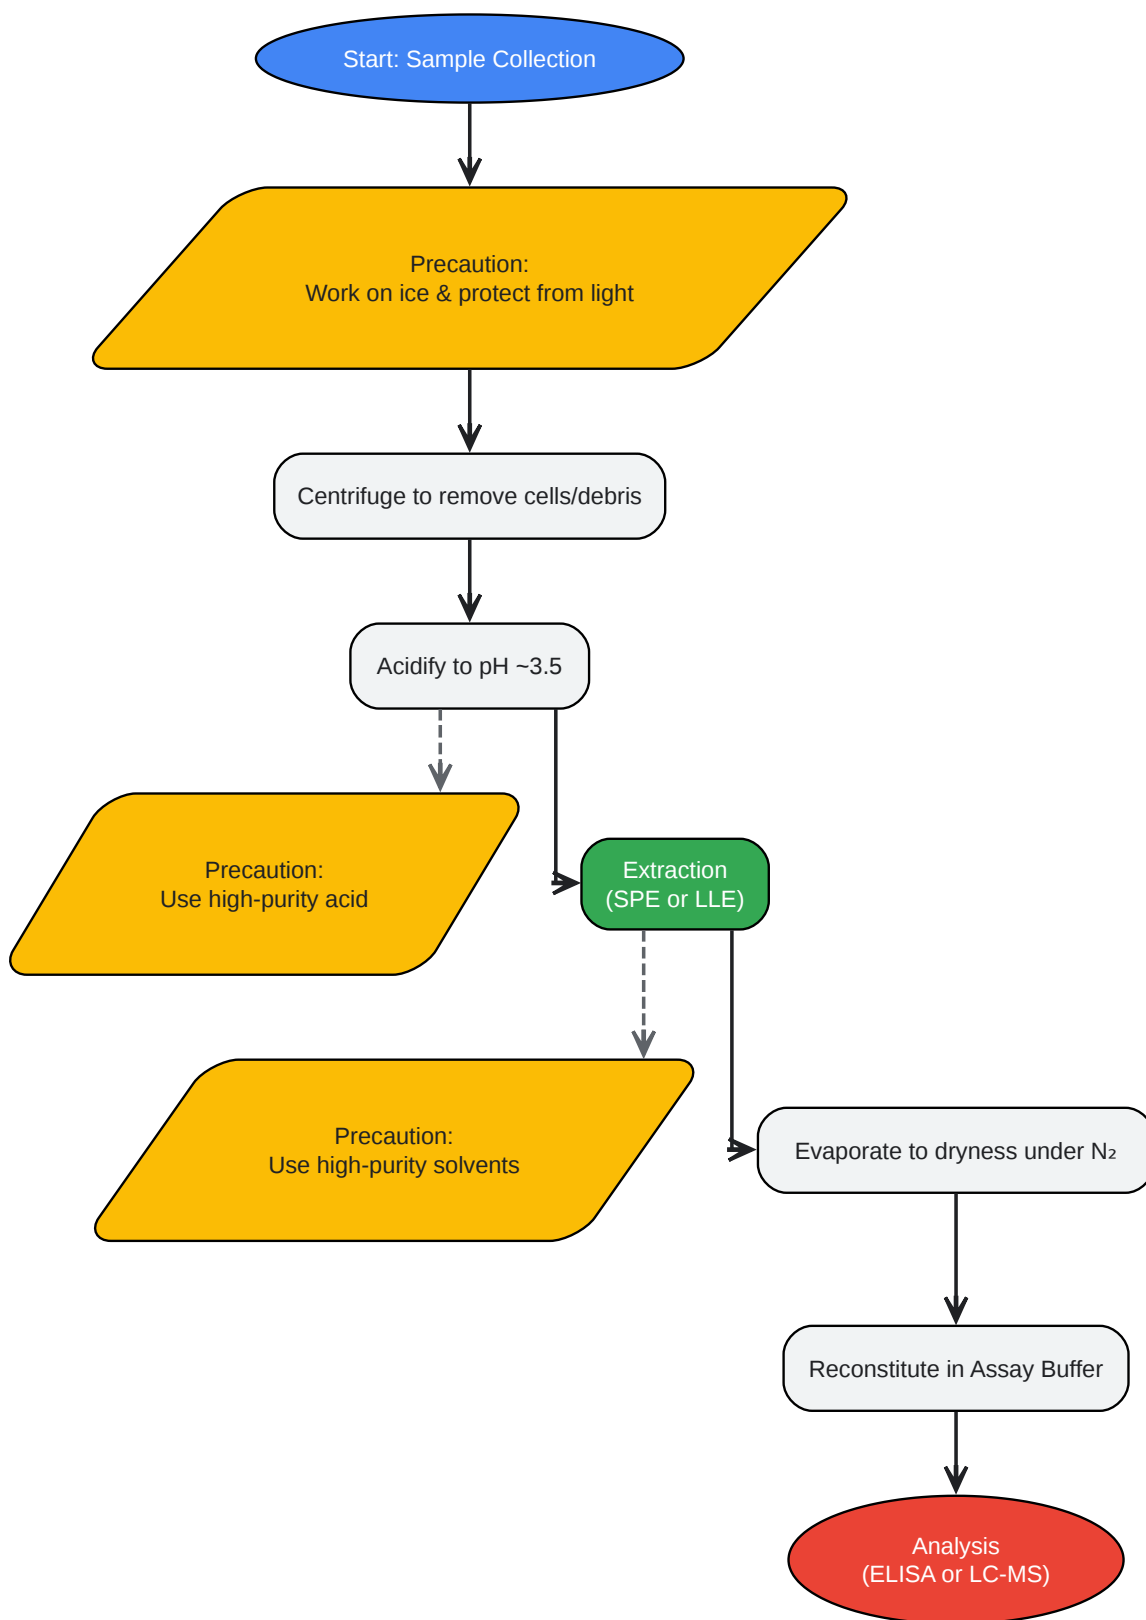 Start: Sample Collection
Precaution:
Work on ice & protect from light
Centrifuge to remove cells/debris
Acidify to pH ~3.5
Precaution:
Use high-purity acid
Extraction
(SPE or LLE)
Precaution:
Use high-purity solvents
Evaporate to dryness under N₂
Reconstitute in Assay Buffer
Analysis
(ELISA or LC-MS)